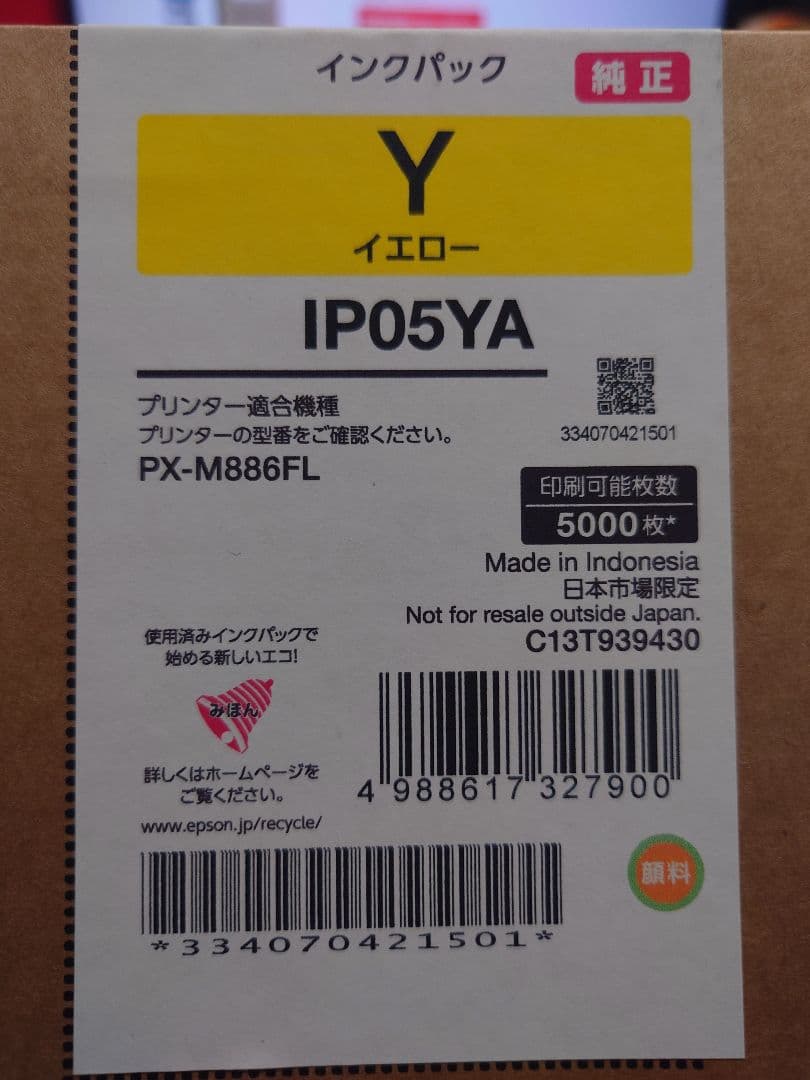 インクパック
純正
Y
イエロー
IP05YA
プリンター適合機種
プリンターの型番をご確認ください。
PX-M886FL
334070421501
印刷可能枚数
5000枚*
Made in Indonesia
日本市場限定
Not for resale outside Japan.
C13T939430
使用済みインクパックで
始める新しいエコ!
みほん
詳しくはホームページを
ご覧ください。
www.epson.jp/recycle/
4 988617 327900
顔料
*334070421501*